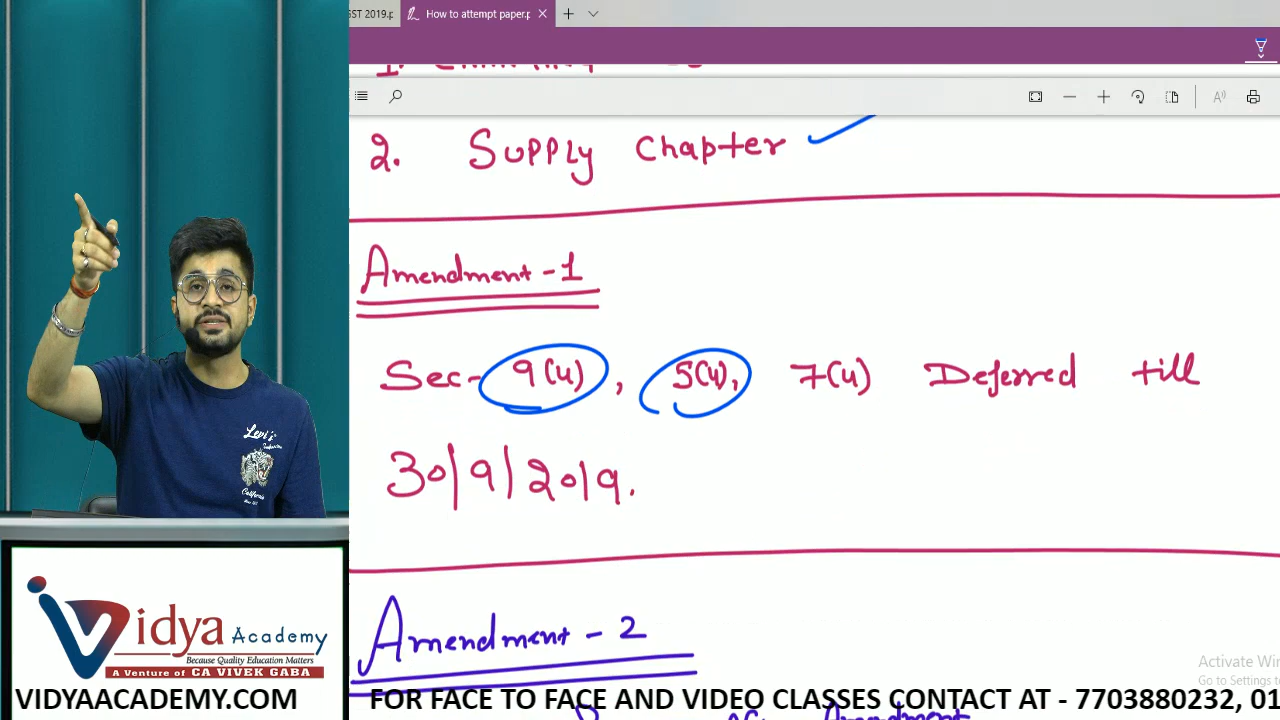 GST 2019.p
How to attempt paper.p
2. Supply Chapter
Amendment - 1
Sec- 9(4), 5(4), 7(4) Deferred till
30/9/2019.
Amendment - 2
Amendment
Levi's
California
Vidya Academy
Because Quality Education Matters
A Venture of CA VIVEK GABA
Activate Win
Go to Settings t
VIDYAACADEMY.COM
FOR FACE TO FACE AND VIDEO CLASSES CONTACT AT - 7703880232, 01